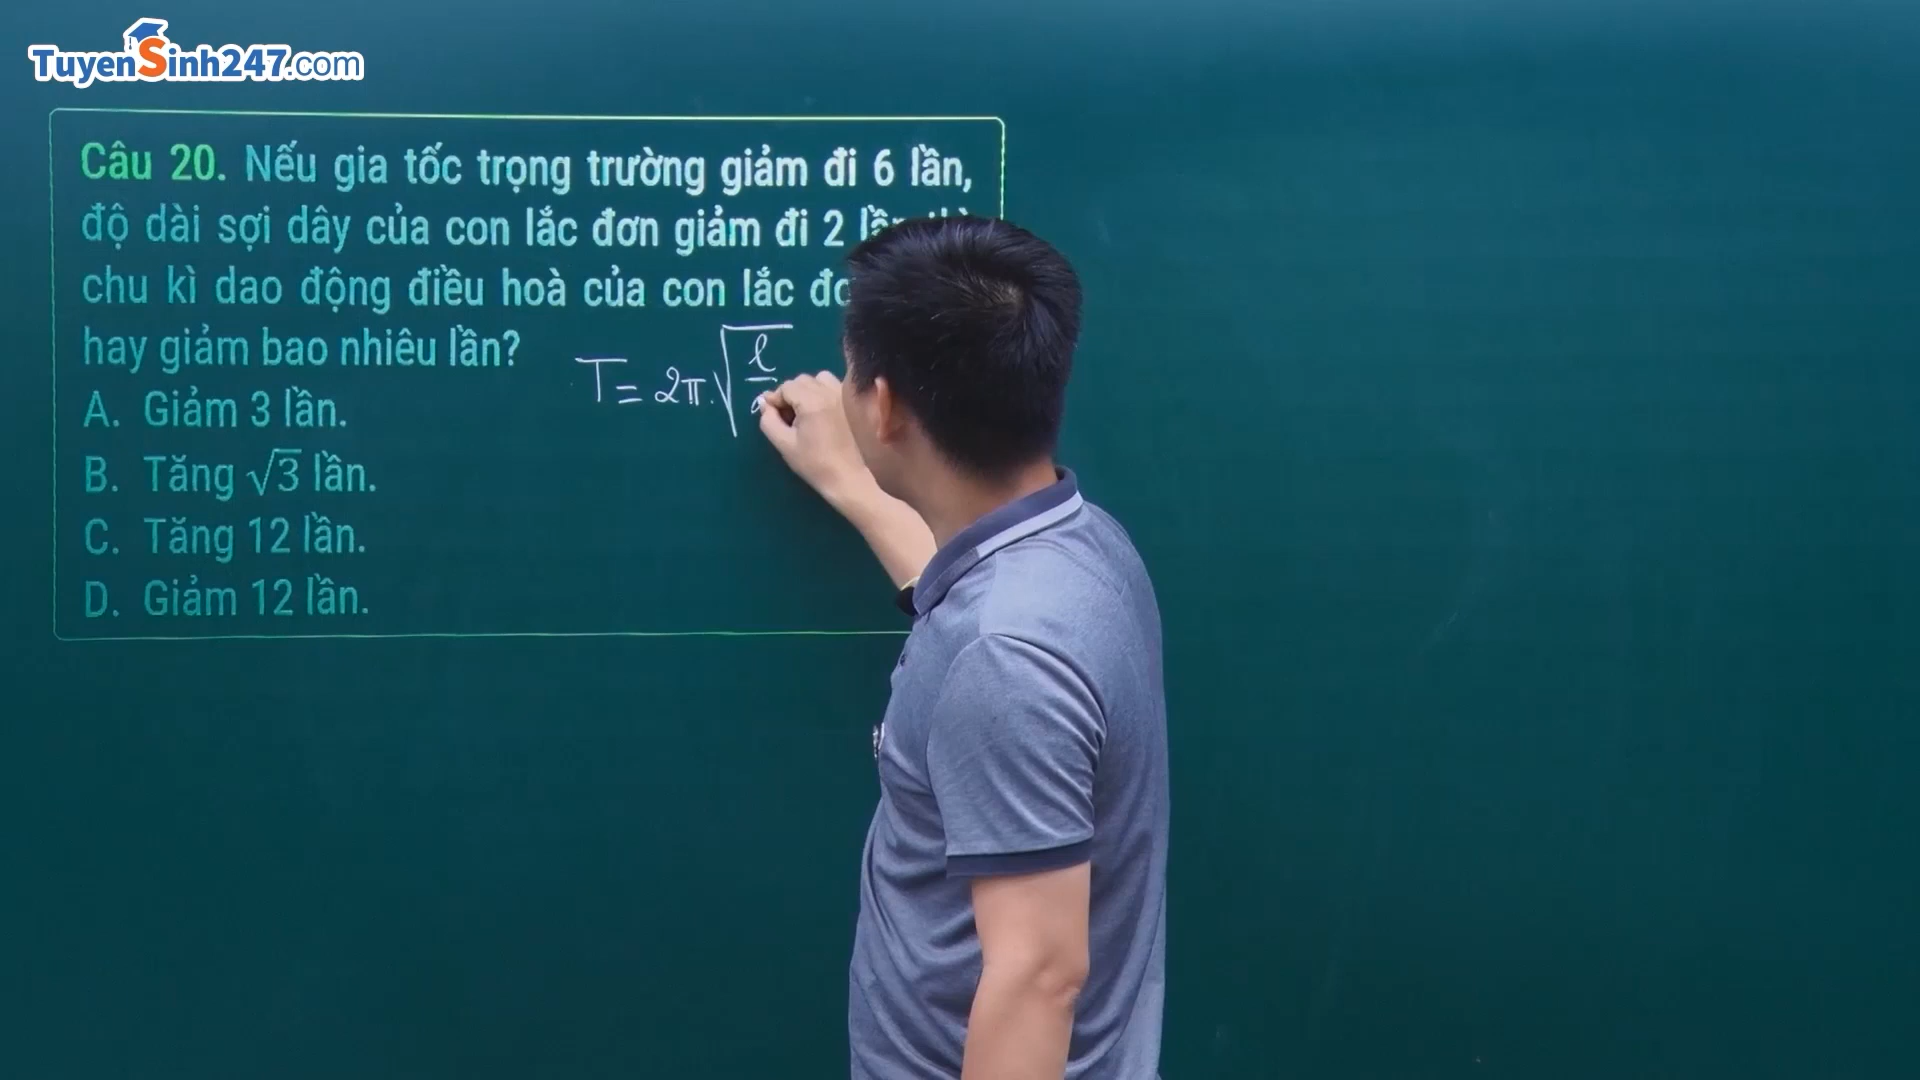 TuyenSinh247.com
Câu 20. Nếu gia tốc trọng trường giảm đi 6 lần,
độ dài sợi dây của con lắc đơn giảm đi 2
chu kì dao động điều hoà của con lắc
hay giảm bao nhiêu lần?
T = 2π.√ℓ
A. Giảm 3 lần.
B. Tăng √3 lần.
C. Tăng 12 lần.
D. Giảm 12 lần.